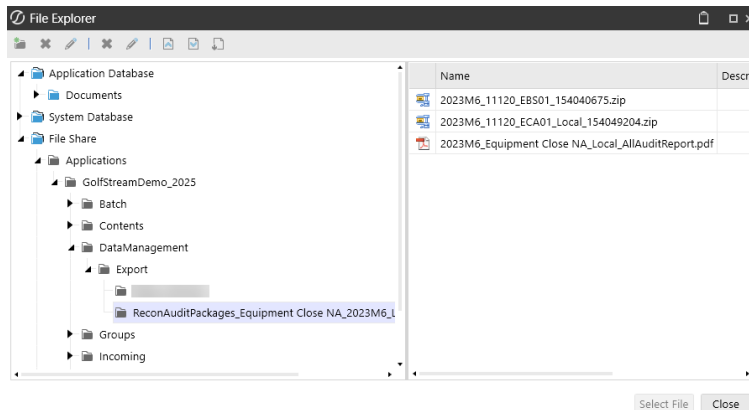 File Explorer
Application Database
Documents
System Database
File Share
Applications
GolfStreamDemo_2025
Batch
Contents
DataManagement
Export
ReconAuditPackages_Equipment Close NA_2023M6_L
Groups
Incoming
Name Descr
2023M6_11120_EBS01_154040675.zip
2023M6_11120_ECA01_Local_154049204.zip
2023M6_Equipment Close NA_Local_AllAuditReport.pdf
Select File Close